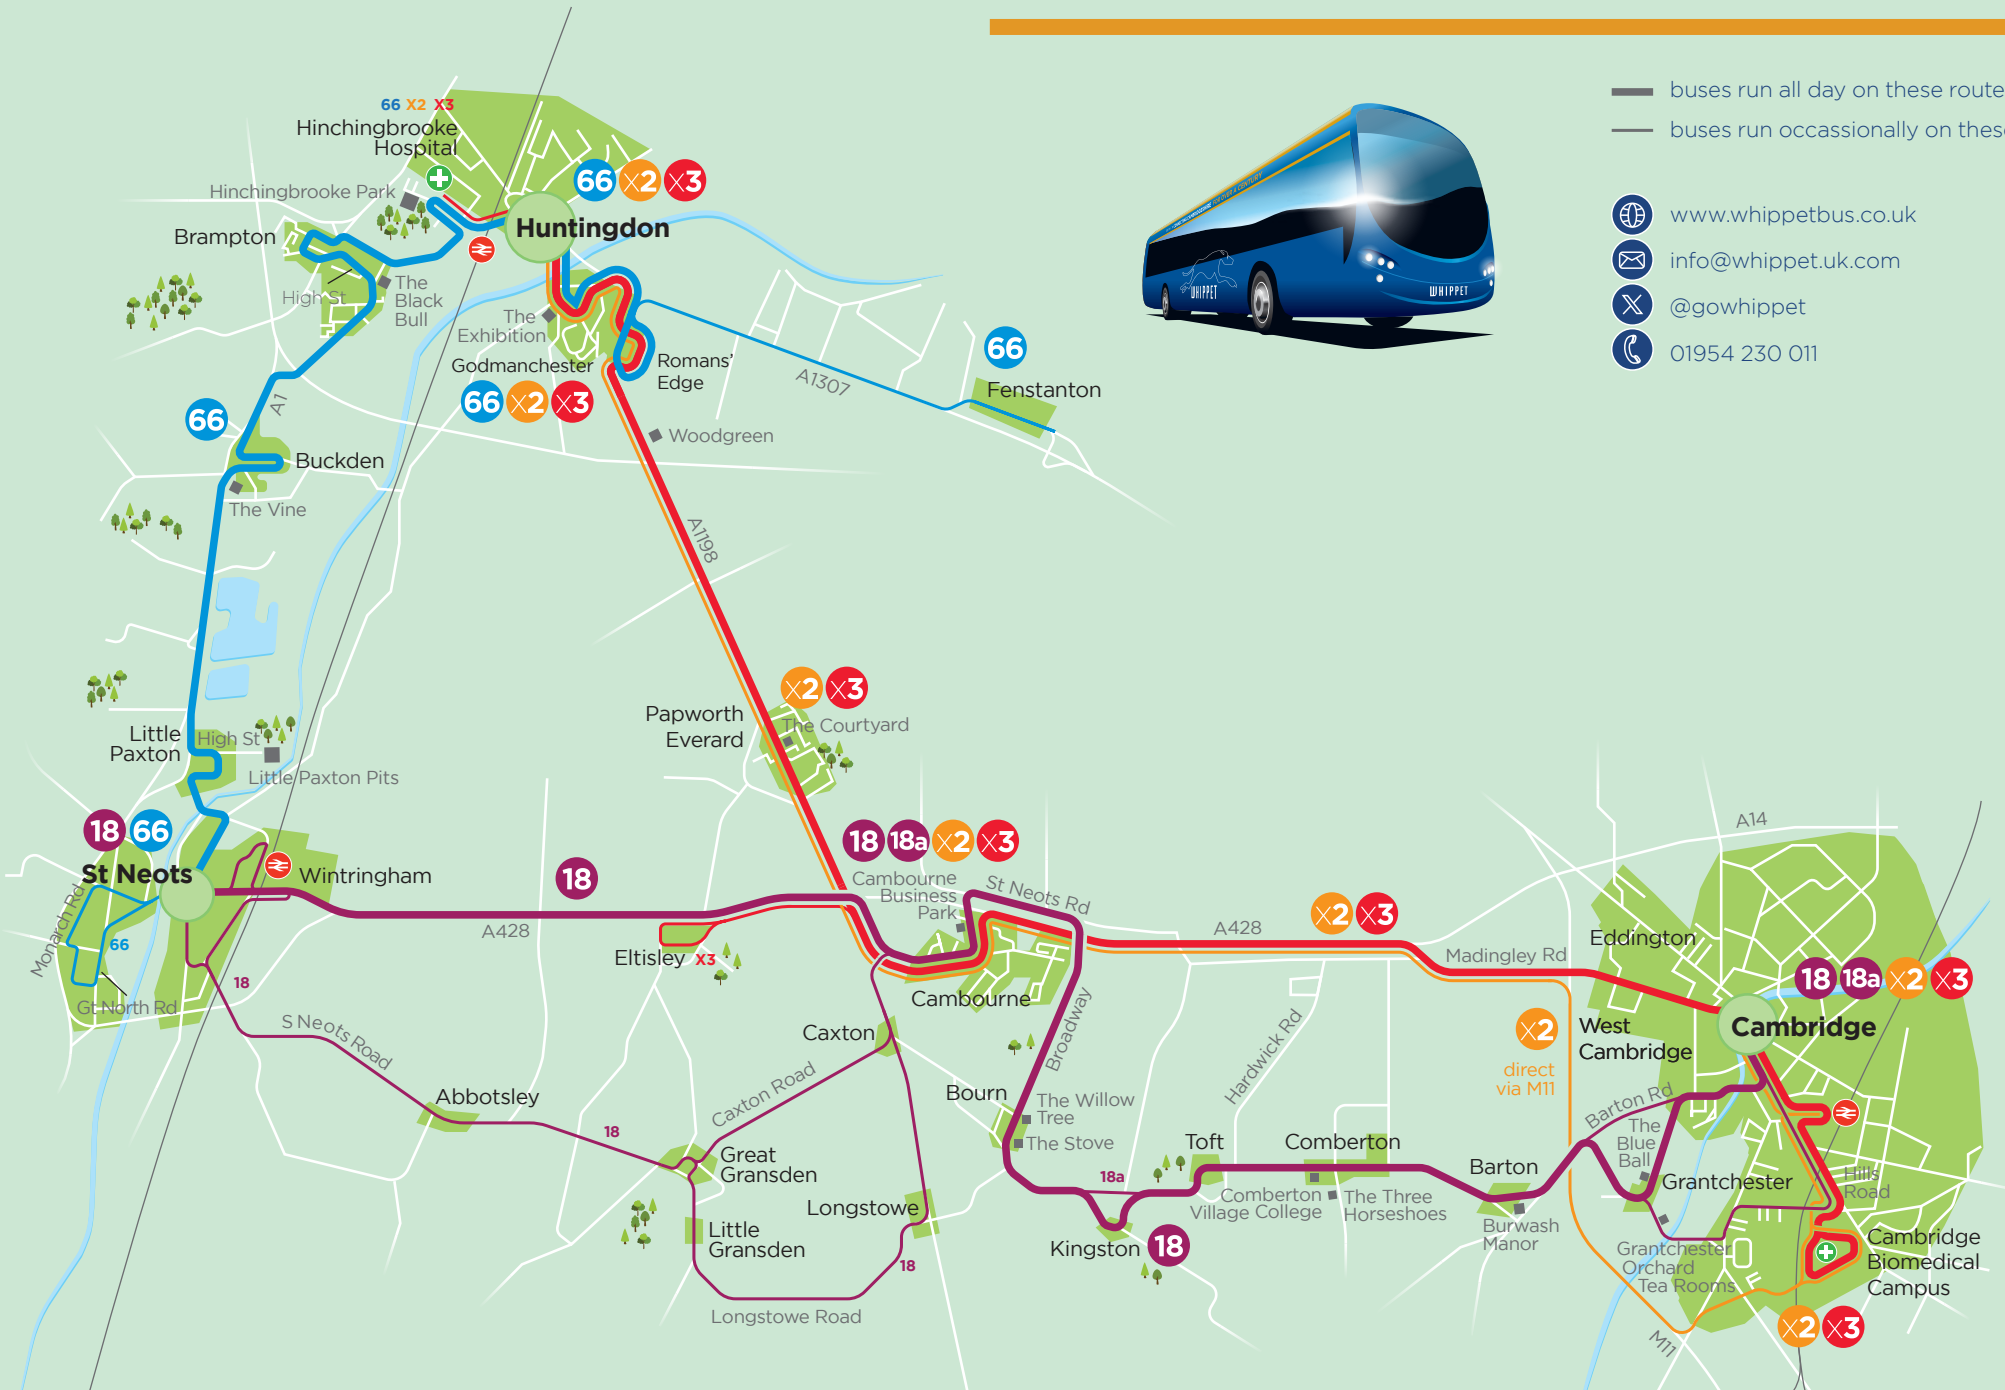 buses run all day on these route
buses run occassionally on these
www.whippetbus.co.uk
info@whippet.uk.com
@gowhippet
01954 230 011
WHIPPET
WHIPPET
66 X2 X3
Hinchingbrooke
Hospital
Hinchingbrooke Park
66 X2 X3
Huntingdon
Brampton
High St
The
Black
Bull
The
Exhibition
Godmanchester
66 X2 X3
Romans'
Edge
A1307
66
Fenstanton
Woodgreen
A1
66
Buckden
The Vine
A1198
X2 X3
Papworth
Everard
The Courtyard
Little
Paxton
High St
Little Paxton Pits
18 66
St Neots
Wintringham
Monarch Rd
66
Gt North Rd
18
18
A428
Eltisley X3
18 18a X2 X3
Cambourne
Business
Park
St Neots Rd
Cambourne
X2 X3
A428
Madingley Rd
A14
Eddington
18 18a X2 X3
Cambridge
West
Cambridge
X2
direct
via M11
S Neots Road
Abbotsley
18
Caxton
Caxton Road
Great
Gransden
Little
Gransden
Longstowe
18
Longstowe Road
Broadway
Bourn
The Willow
Tree
The Stove
18a
Kingston 18
Toft
Hardwick Rd
Comberton
Comberton
Village College
The Three
Horseshoes
Barton
Burwash
Manor
Barton Rd
The
Blue
Ball
Grantchester
Grantchester
Orchard
Tea Rooms
Hills
Road
Cambridge
Biomedical
Campus
X2 X3
M11